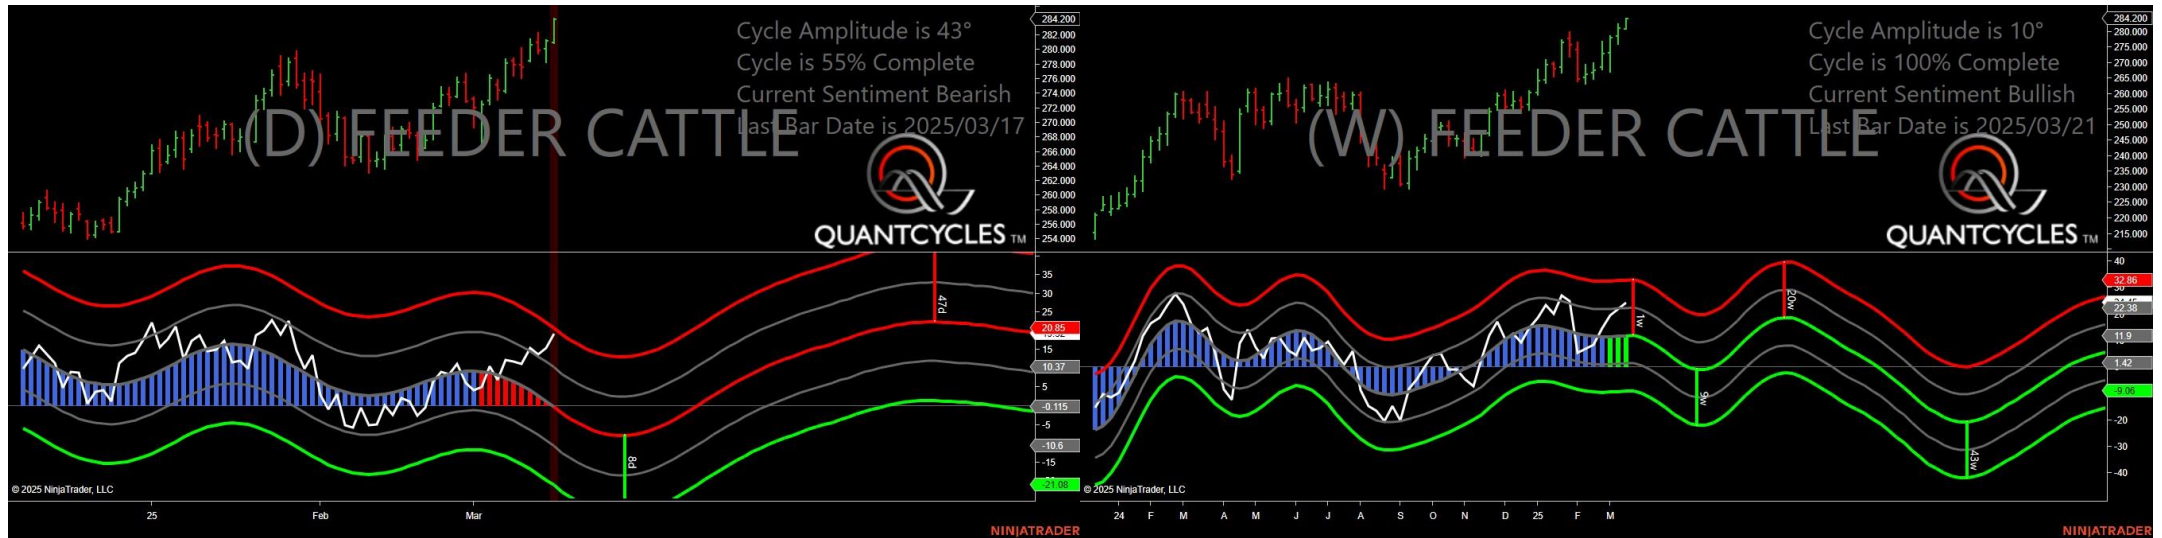 Cycle Amplitude is 43°
Cycle is 55% Complete
Current Sentiment Bearish
Last Bar Date is 2025/03/17
(D) FEEDER CATTLE
QUANTCYCLES TM
284.200
282.000
280.000
278.000
276.000
274.000
272.000
270.000
268.000
266.000
264.000
262.000
260.000
258.000
256.000
254.000
35
30
25
20.85
15
10.37
5
-0.115
-5
-10.6
-15
-21.08
47d
8d
© 2025 NinjaTrader, LLC
25 Feb Mar
NINJATRADER
Cycle Amplitude is 10°
Cycle is 100% Complete
Current Sentiment Bullish
Last Bar Date is 2025/03/21
(W) FEEDER CATTLE
QUANTCYCLES TM
284.200
280.000
275.000
270.000
265.000
260.000
255.000
250.000
245.000
240.000
235.000
230.000
225.000
220.000
215.000
40
32.86
30
22.38
11.9
1.42
-9.06
-20
-30
-40
1w
20w
9w
43w
© 2025 NinjaTrader, LLC
24 F M A M J J A S O N D 25 F M
NINJATRADER